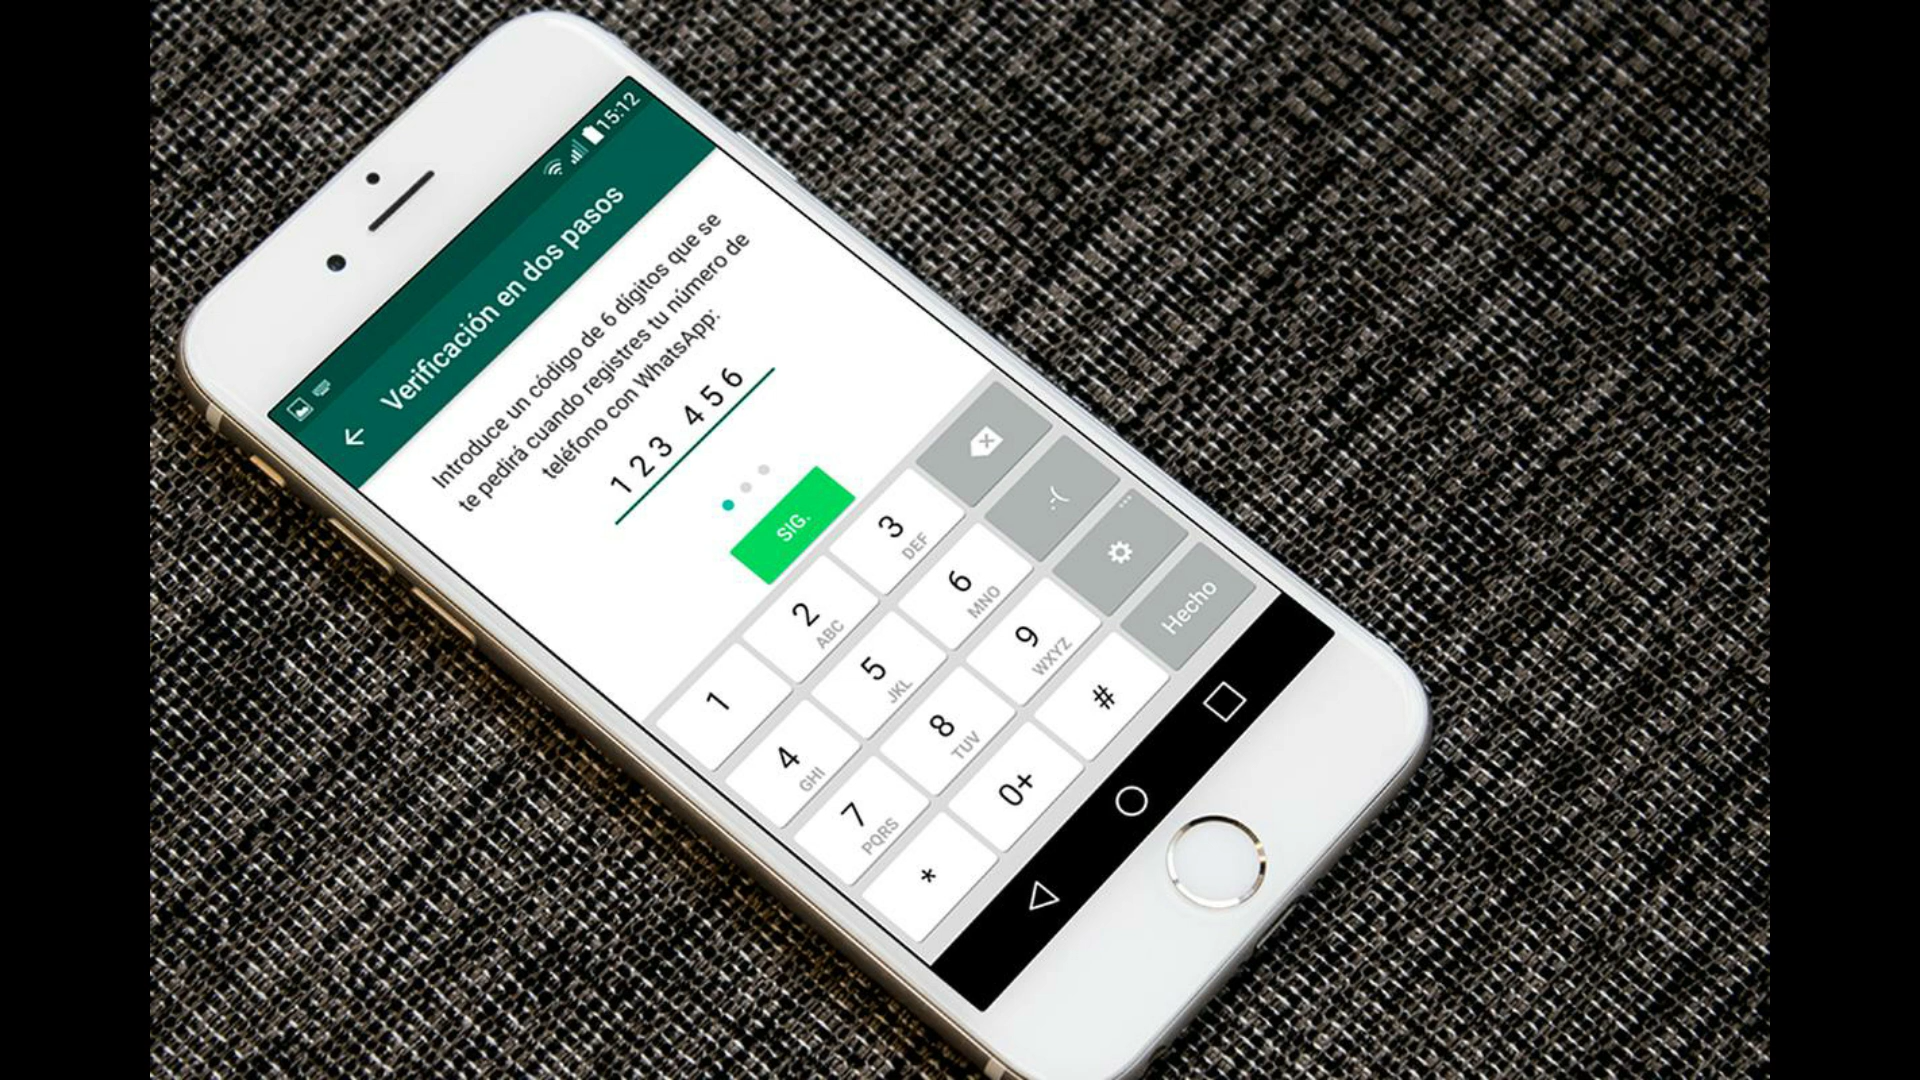 15:12
Verificación en dos pasos
Introduce un código de 6 dígitos que se
te pedirá cuando registres tu número de
teléfono con WhatsApp:
123 456
SIG.
1
2 ABC
3 DEF
4 GHI
5 JKL
6 MNO
:-(
7 PQRS
8 TUV
9 WXYZ
...
*
0+
#
Hecho